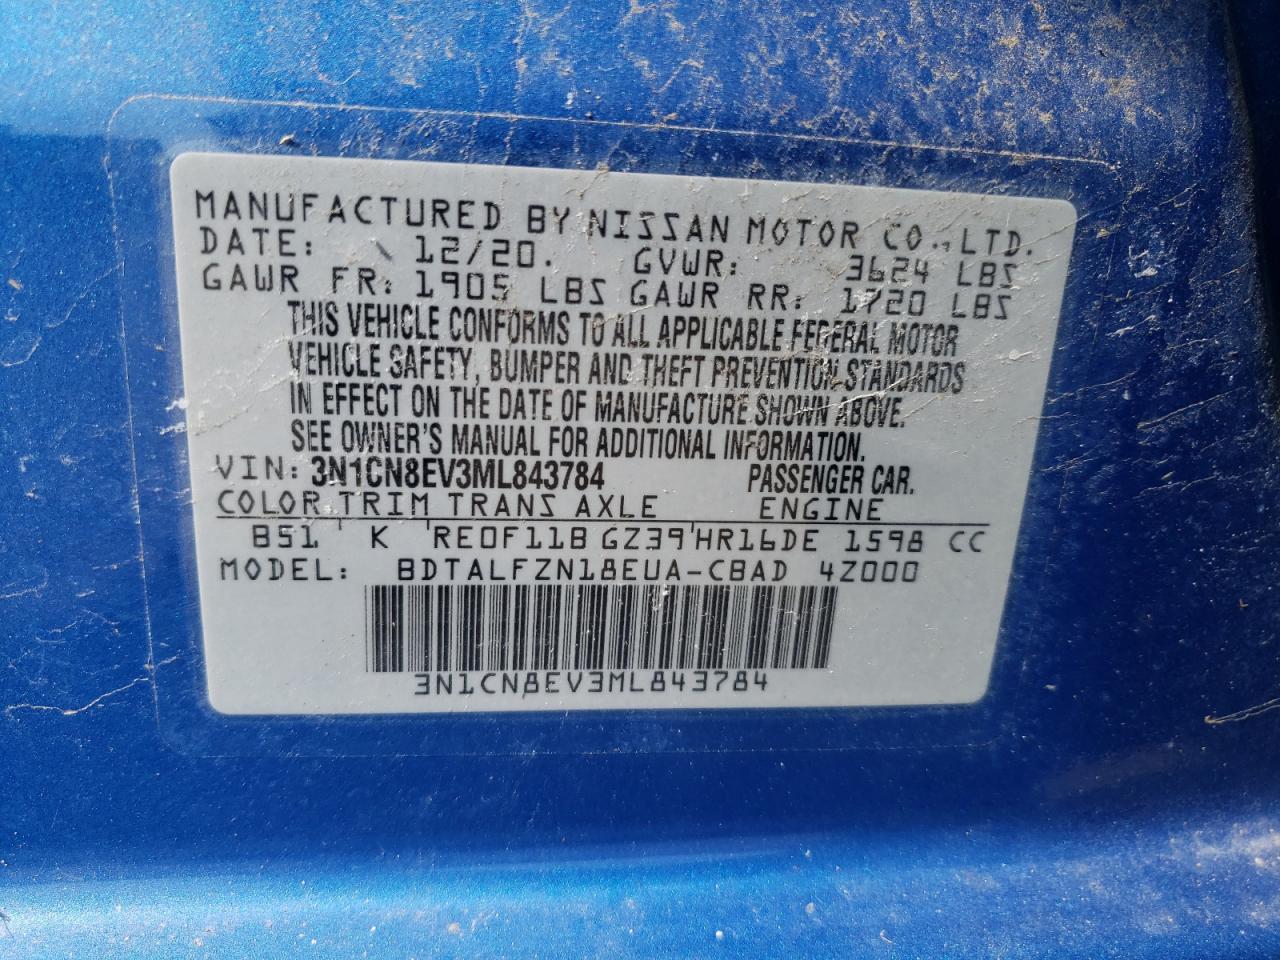 MANUFACTURED BY NISSAN MOTOR CO., LTD.
DATE: 12/20. GVWR: 3624 LBS
GAWR FR: 1905 LBS GAWR RR: 1720 LBS
THIS VEHICLE CONFORMS TO ALL APPLICABLE FEDERAL MOTOR
VEHICLE SAFETY, BUMPER AND THEFT PREVENTION STANDARDS
IN EFFECT ON THE DATE OF MANUFACTURE SHOWN ABOVE.
SEE OWNER'S MANUAL FOR ADDITIONAL INFORMATION.
VIN: 3N1CN8EV3ML843784 PASSENGER CAR.
COLOR TRIM TRANS AXLE ENGINE
B51 K RE0F11B GZ39 HR16DE 1598 CC
MODEL: BDTALFZN18EUA-CBAD 4Z000
3N1CN8EV3ML843784